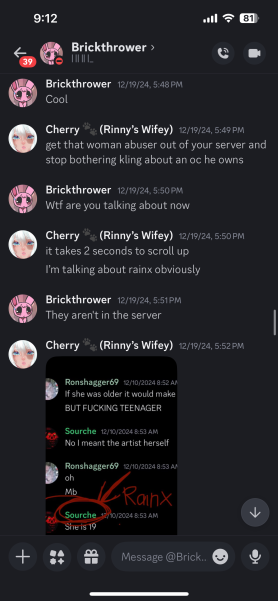 9:12
81
39
Brickthrower >
Brickthrower 12/19/24, 5:48 PM
Cool
Cherry 🐾 (Rinny's Wifey) 12/19/24, 5:49 PM
get that woman abuser out of your server and
stop bothering kling about an oc he owns
Brickthrower 12/19/24, 5:50 PM
Wtf are you talking about now
Cherry 🐾 (Rinny's Wifey) 12/19/24, 5:50 PM
it takes 2 seconds to scroll up
I'm talking about rainx obviously
Brickthrower 12/19/24, 5:51 PM
They aren't in the server
Cherry 🐾 (Rinny's Wifey) 12/19/24, 5:52 PM
Ronshagger69 12/10/2024 8:52 AM
If she was older it would make
BUT FUCKING TEENAGER
Sourche 12/10/2024 8:53 AM
No I meant the artist herself
Ronshagger69 12/10/2024 8:53 AM
oh
Mb
Rainx
Sourche 12/10/2024 8:53 AM
She is 19
Message @Brick..